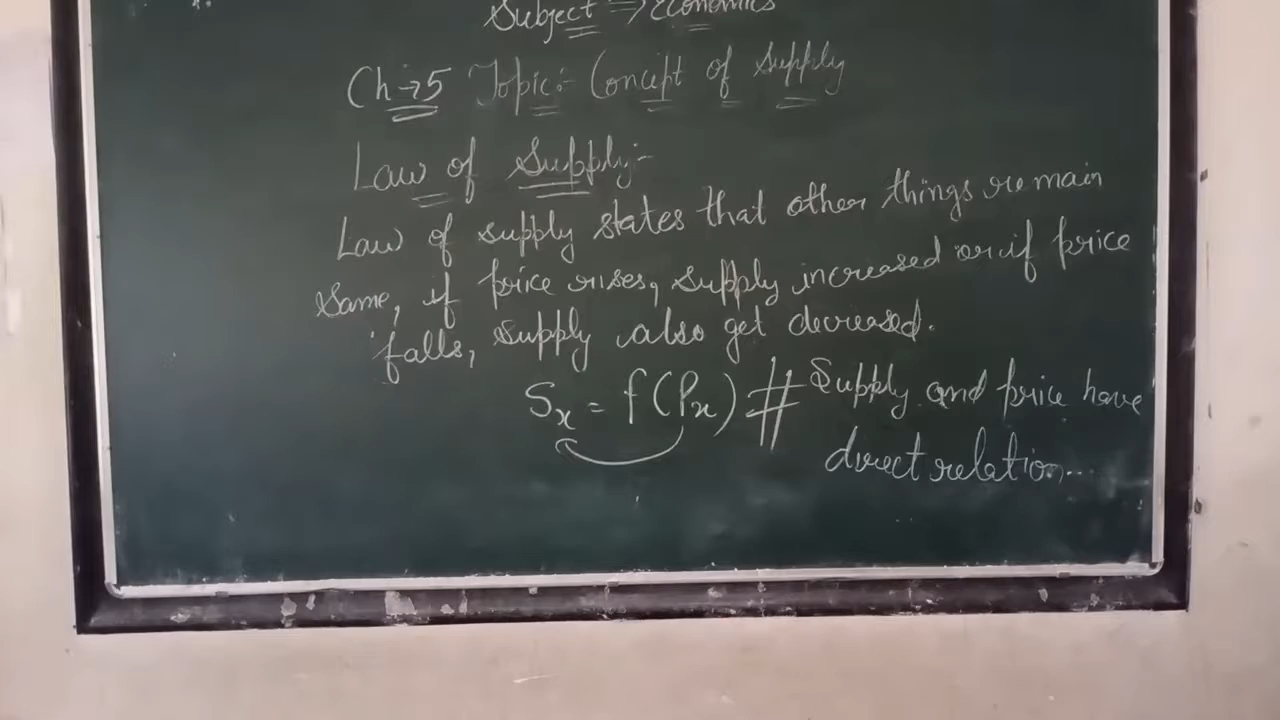 Subject ⇒ Economics
Ch→5 Topic:- Concept of Supply
Law of Supply:-
Law of supply states that other things remain
same, if price rises, supply increased or if price
falls, supply also get decreased.
Sx = f(Px) # Supply and price have
direct relation...